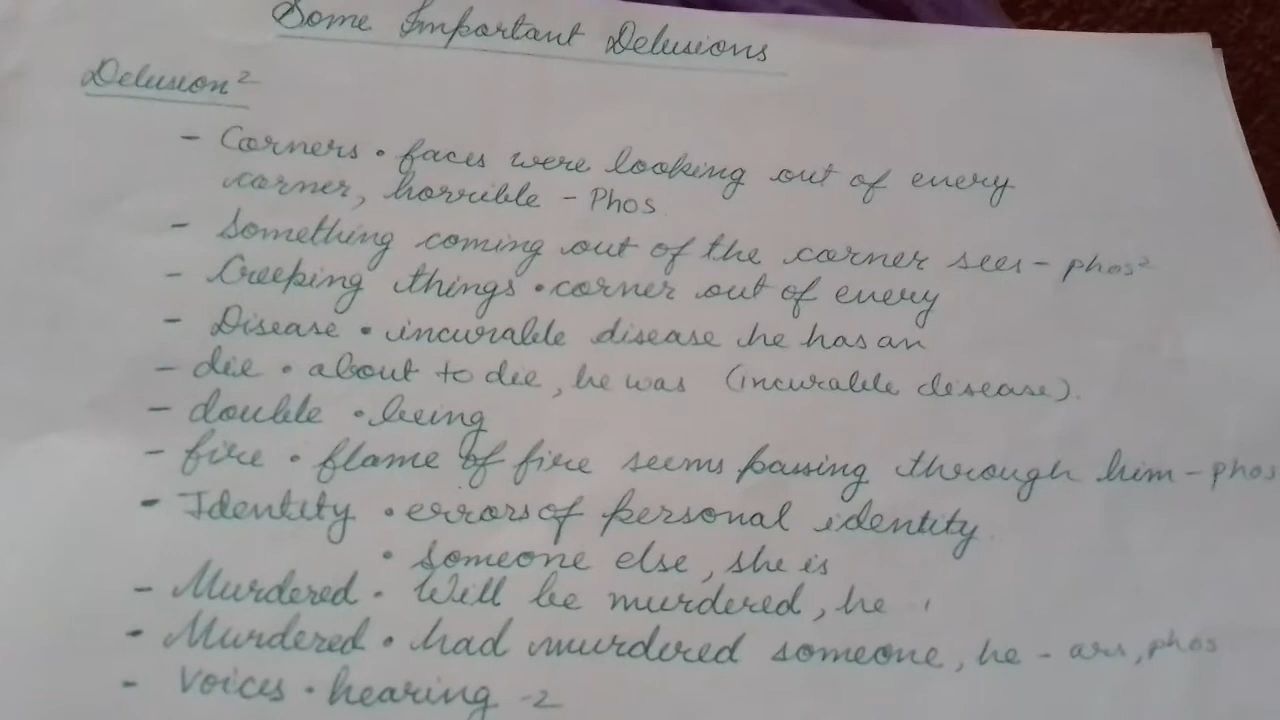 Some Important Delusions
Delusion²
- Corners • faces were looking out of every
corner, horrible - Phos
- Something coming out of the corner sees - phos²
- Creeping things • corner out of every
- Disease • incurable disease he has an
- die • about to die, he was (incurable disease).
- double • being
- fire • flame of fire seems passing through him - phos
- Identity • errors of personal identity
• Someone else, she is
- Murdered • Will be murdered, he
- Murdered • had murdered someone, he - ars, phos
- Voices • hearing -2